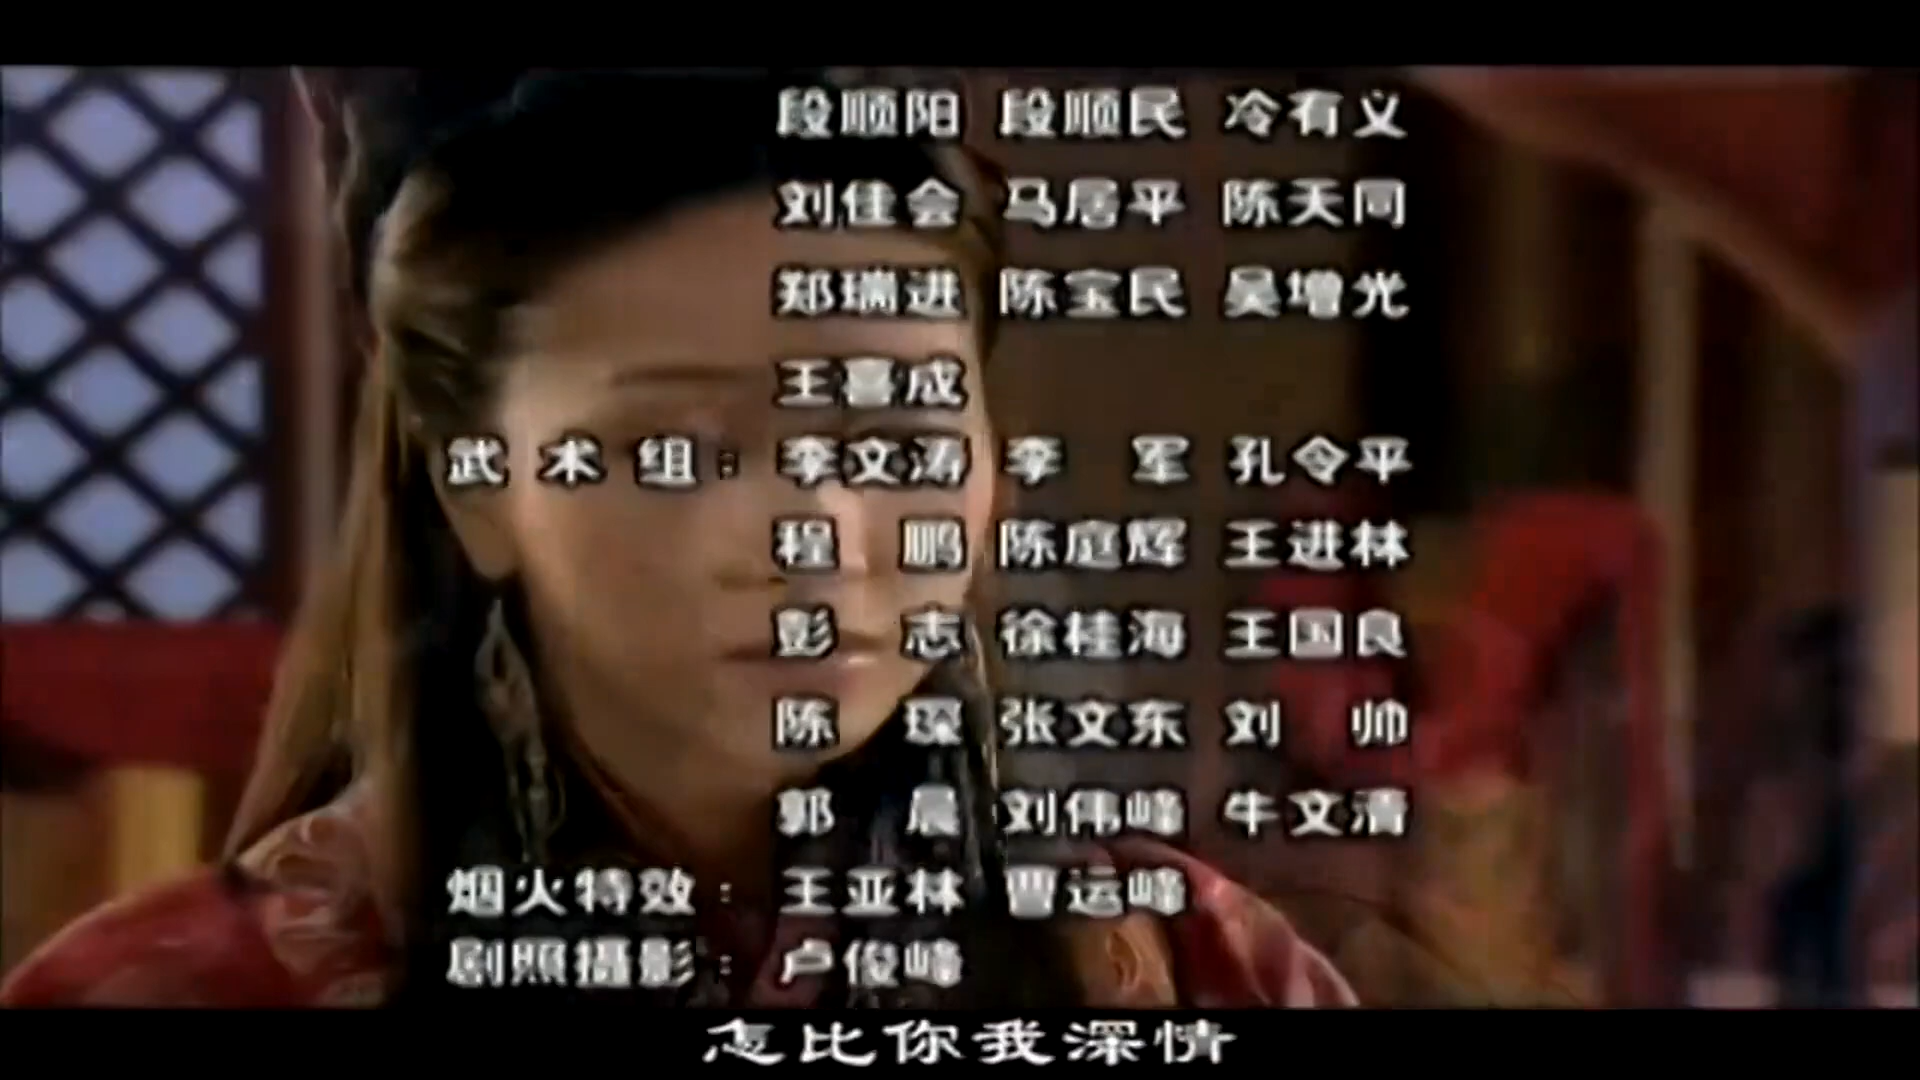 段顺阳 段顺民 冷有义
刘佳会 马居平 陈天同
郑瑞进 陈宝民 吴增光
王喜成
武术组：李文涛 李军 孔令平
程鹏 陈庭辉 王进林
彭志 徐桂海 王国良
陈琛 张文东 刘帅
郭晨 刘伟峰 牛文清
烟火特效：王亚林 曹运峰
剧照摄影：卢俊峰
怎比你我深情